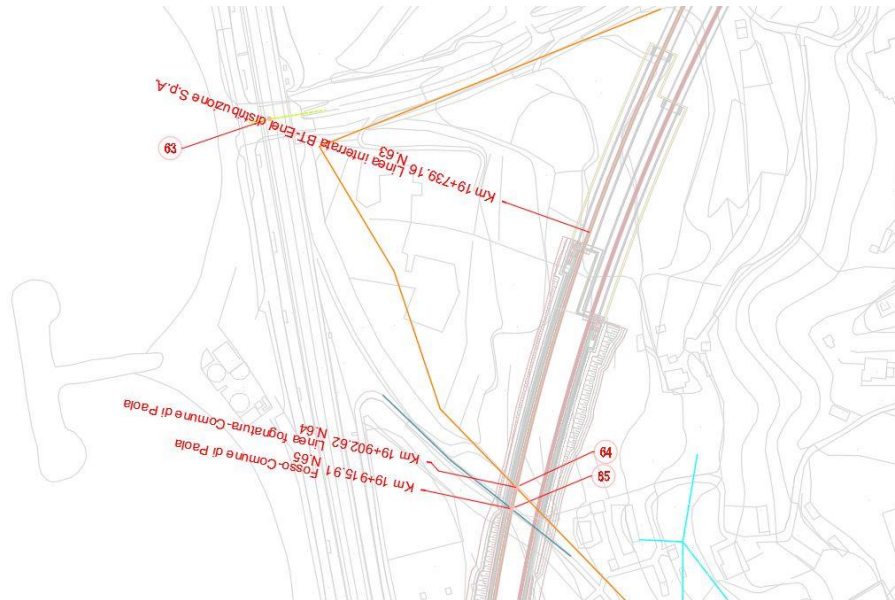 N.63
Km 19+739.16
Linea interrata BT-Enel distribuzione S.p.A.
63
N.64
Km 19+902.62
Linea fognatura-Comune di Paola
N.65
Km 19+915.91
Fosso-Comune di Paola
64
65